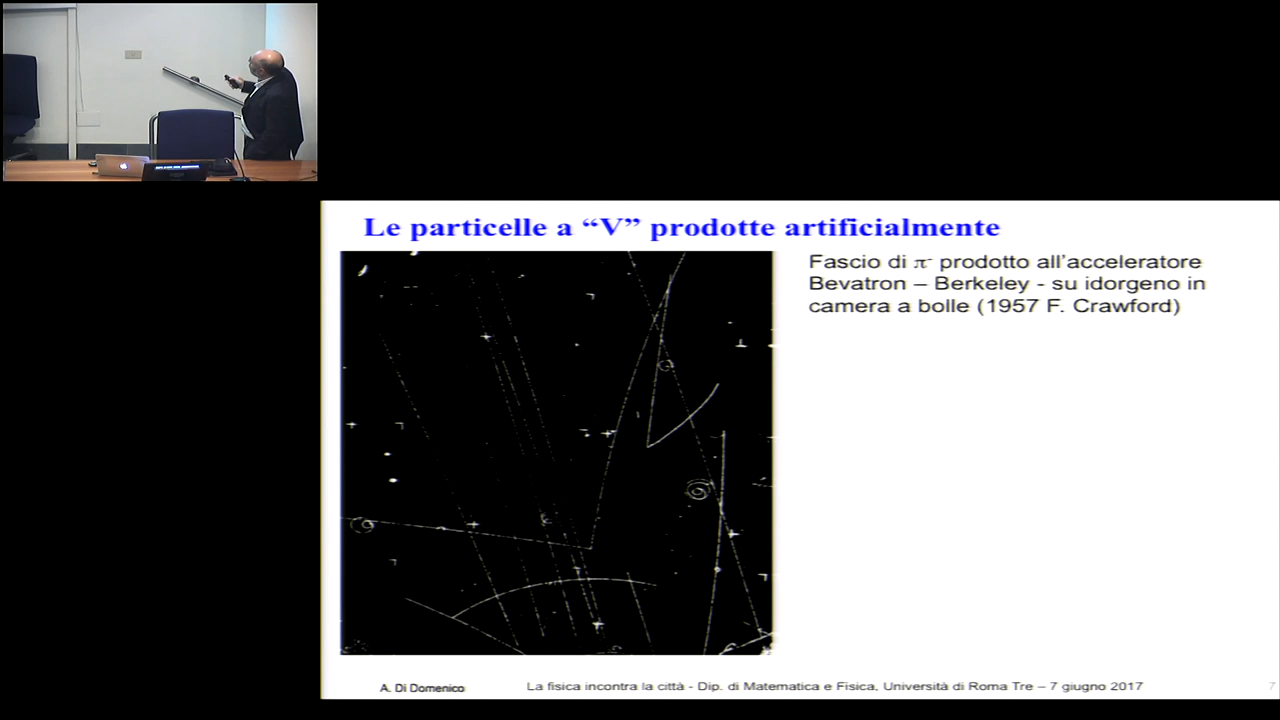 Le particelle a “V” prodotte artificialmente
Fascio di π- prodotto all’acceleratore
Bevatron – Berkeley - su idorgeno in
camera a bolle (1957 F. Crawford)
A. Di Domenico
La fisica incontra la città - Dip. di Matematica e Fisica, Università di Roma Tre – 7 giugno 2017
7